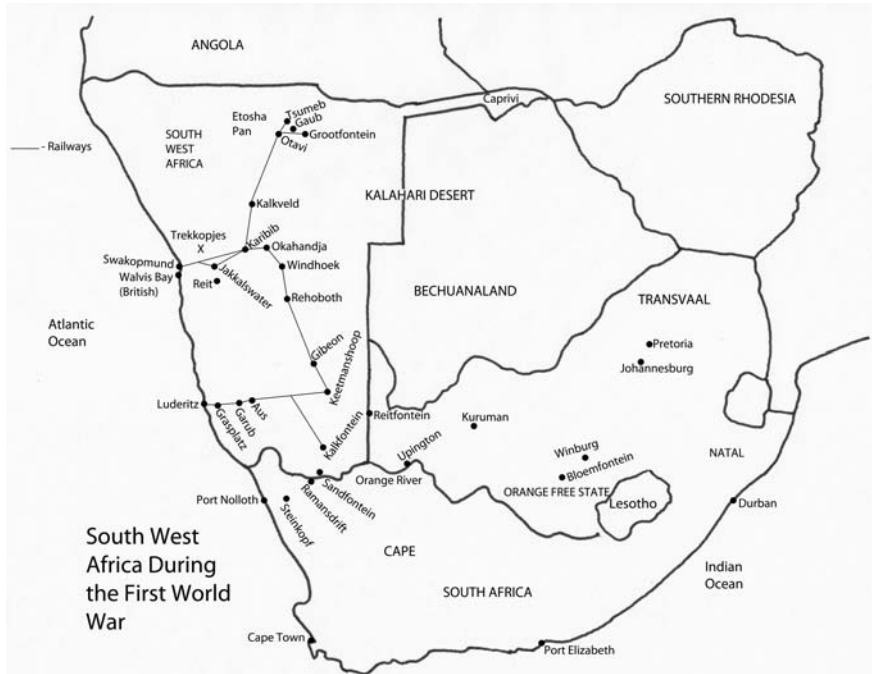 ANGOLA
Caprivi
SOUTHERN RHODESIA
Etosha
Pan
Tsumeb
Gaub
Grootfontein
Otavi
SOUTH
WEST
AFRICA
- Railways
KALAHARI DESERT
Kalkveld
Trekkopjes
X
Karibib
Okahandja
Swakopmund
Walvis Bay
(British)
Jakkalswater
Windhoek
Reit
Rehoboth
BECHUANALAND
TRANSVAAL
Atlantic
Ocean
Pretoria
Johannesburg
Gibeon
Keetmanshoop
Luderitz
Grasplatz
Garub
Aus
Reitfontein
Kuruman
Kalkfontein
Upington
Winburg
Bloemfontein
NATAL
Orange River
Sandfontein
Ramansdrift
ORANGE FREE STATE
Lesotho
Port Nolloth
Steinkopf
Durban
South West
Africa During
the First World
War
CAPE
SOUTH AFRICA
Indian
Ocean
Cape Town
Port Elizabeth